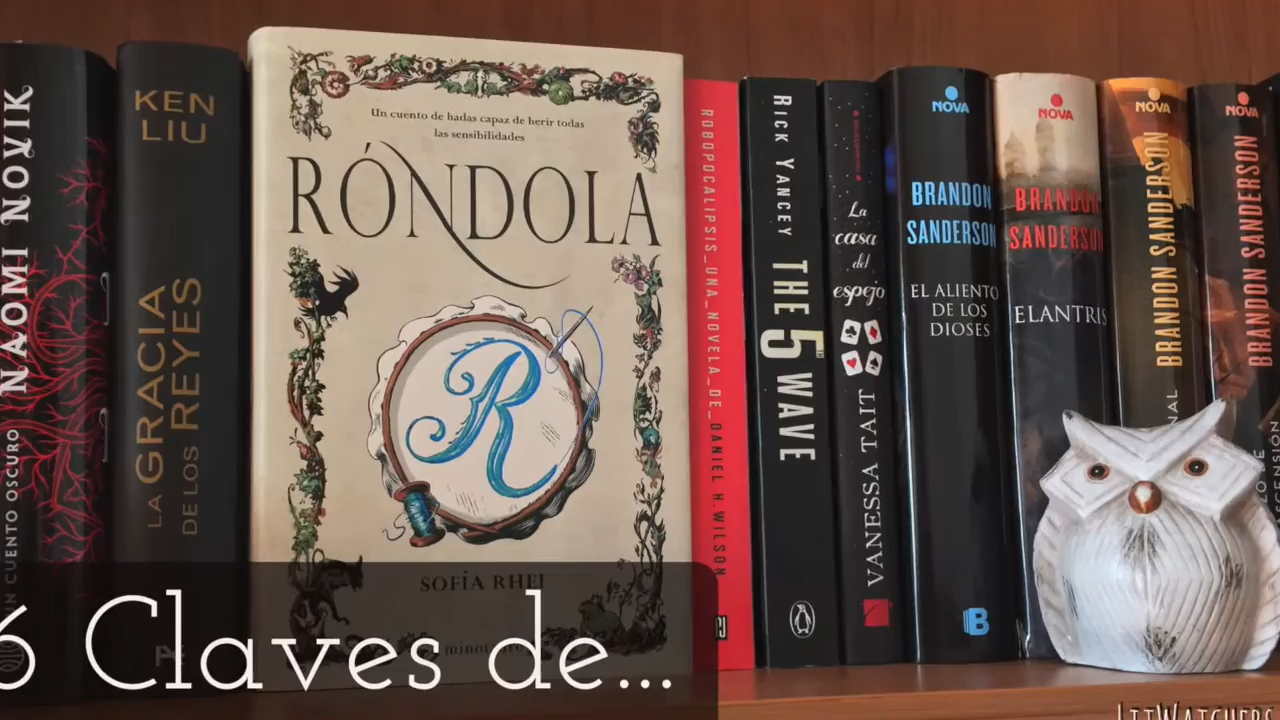 NAOMI NOVIK
UN CUENTO OSCURO
KEN
LIU
LA GRACIA
DE LOS REYES
Un cuento de hadas capaz de herir todas
las sensibilidades
RÓNDOLA
R
SOFÍA RHEI
ROBOPOCALIPSIS_UNA_NOVELA_DE_DANIEL H.WILSON
RICK YANCEY THE 5 WAVE
La
casa
del
espejo
VANESSA TAIT
NOVA
BRANDON
SANDERSON
EL ALIENTO
DE LOS
DIOSES
B
NOVA
BRANDON
SANDERSON
ELANTRIS
NOVA
BRANDON SANDERSON
NOVA
BRANDON SANDERSON
6 Claves de...
LITWATCHERS